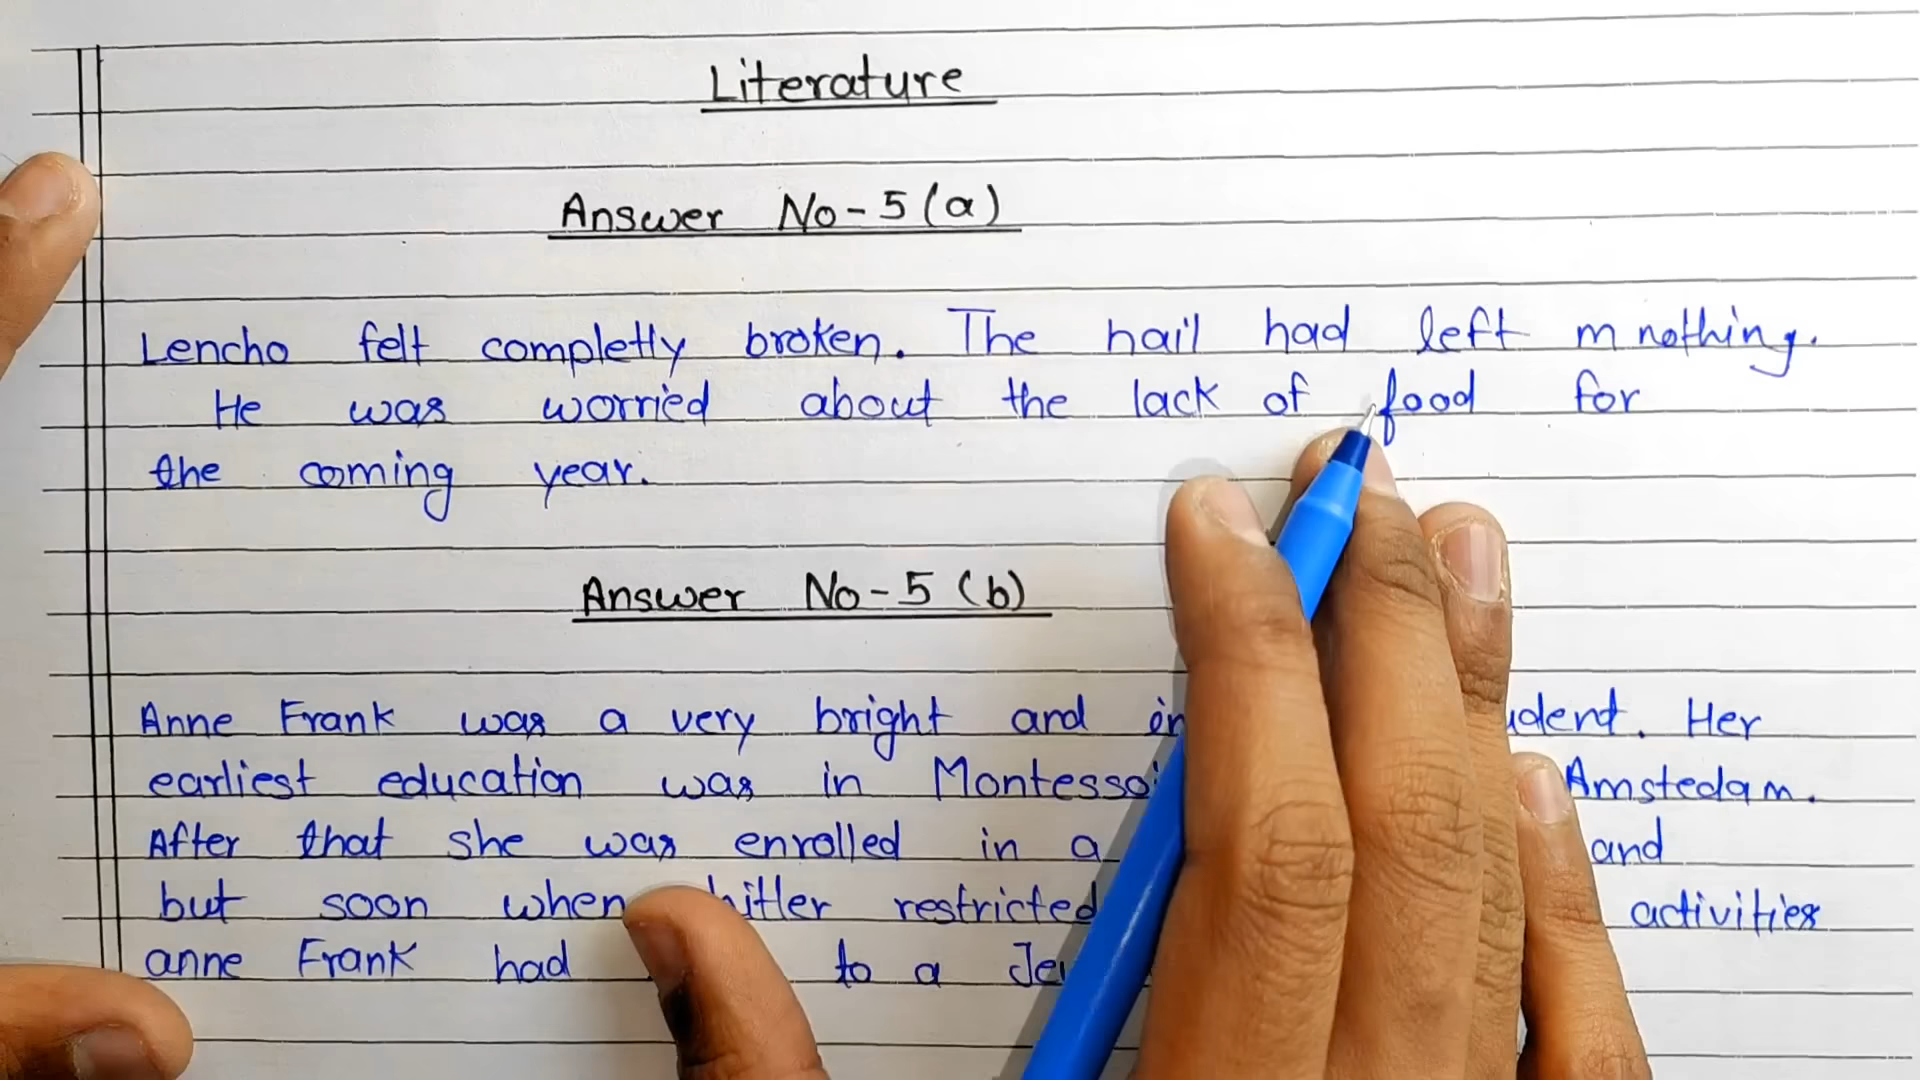 Literature
Answer No-5(a)
Lencho felt completly broken. The hail had left m nothing.
He was worried about the lack of food for
the coming year.
Answer No-5 (b)
Anne Frank was a very bright and Her
earliest education was in Amstedam.
After that she was enrolled in a and
but soon when hitler restricted activities
anne Frank had to a